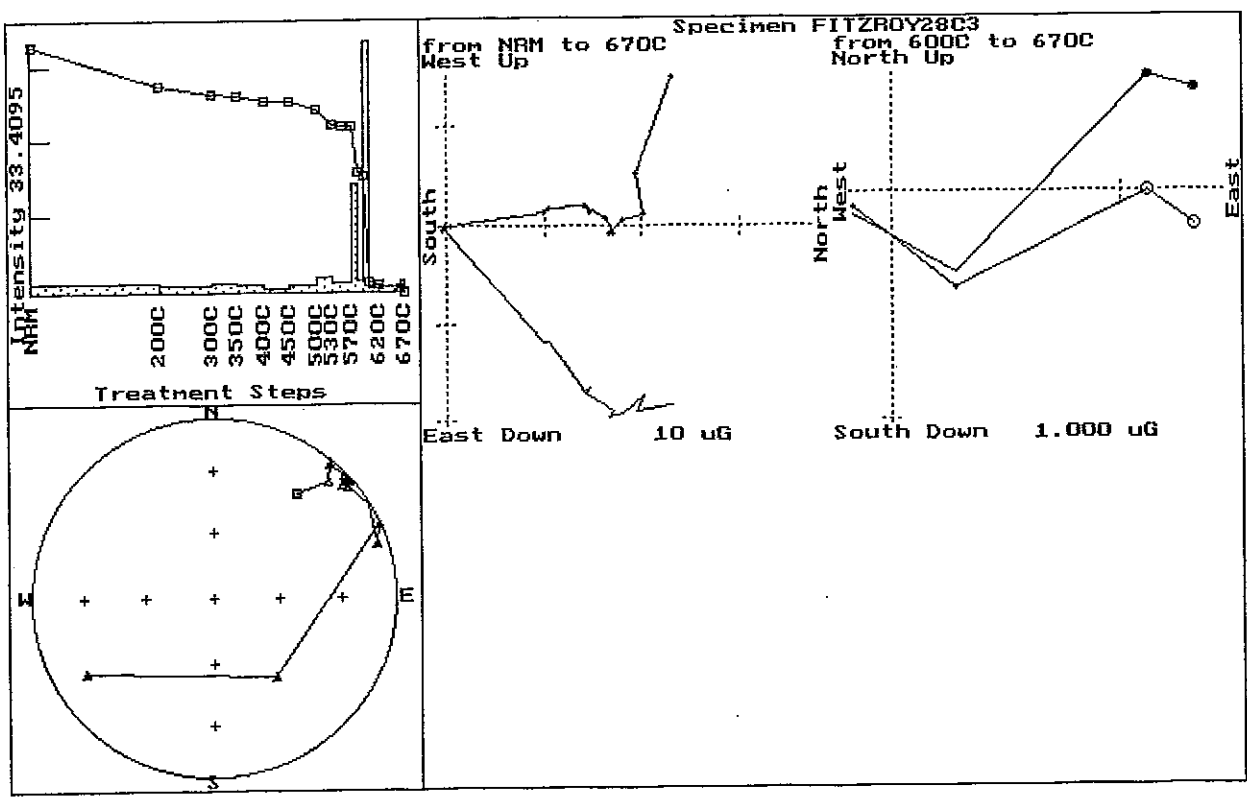 Specimen FITZROY28C3
from NRM to 670C
West Up
from 600C to 670C
North Up
Intensity 33.4095
NRM
200C
300C
350C
400C
450C
500C
530C
570C
620C
670C
Treatment Steps
South
North
West
East
East Down 10 uG
South Down 1.000 uG
N
W
E
S